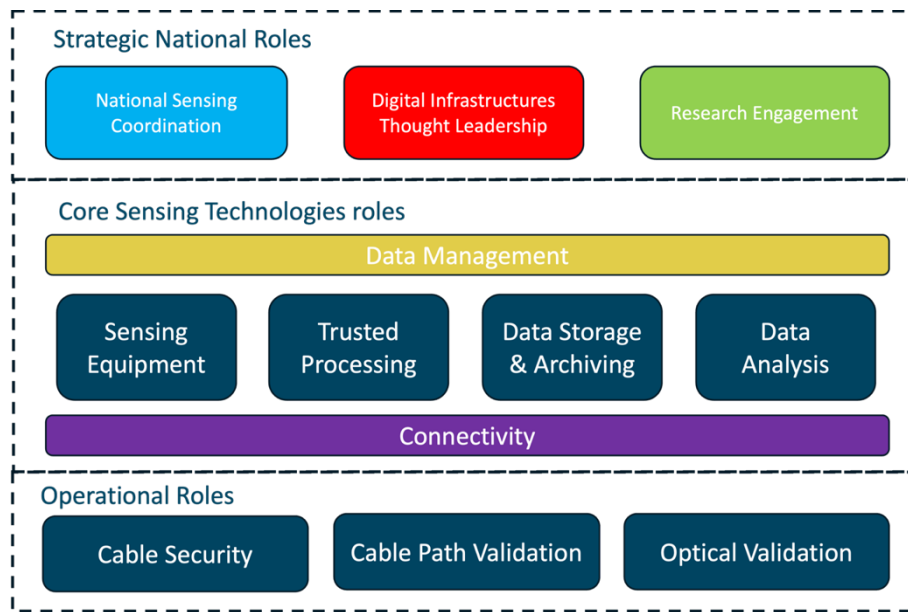 Strategic National Roles
National Sensing
Coordination
Digital Infrastructures
Thought Leadership
Research Engagement
Core Sensing Technologies roles
Data Management
Sensing
Equipment
Trusted
Processing
Data Storage
& Archiving
Data
Analysis
Connectivity
Operational Roles
Cable Security
Cable Path Validation
Optical Validation